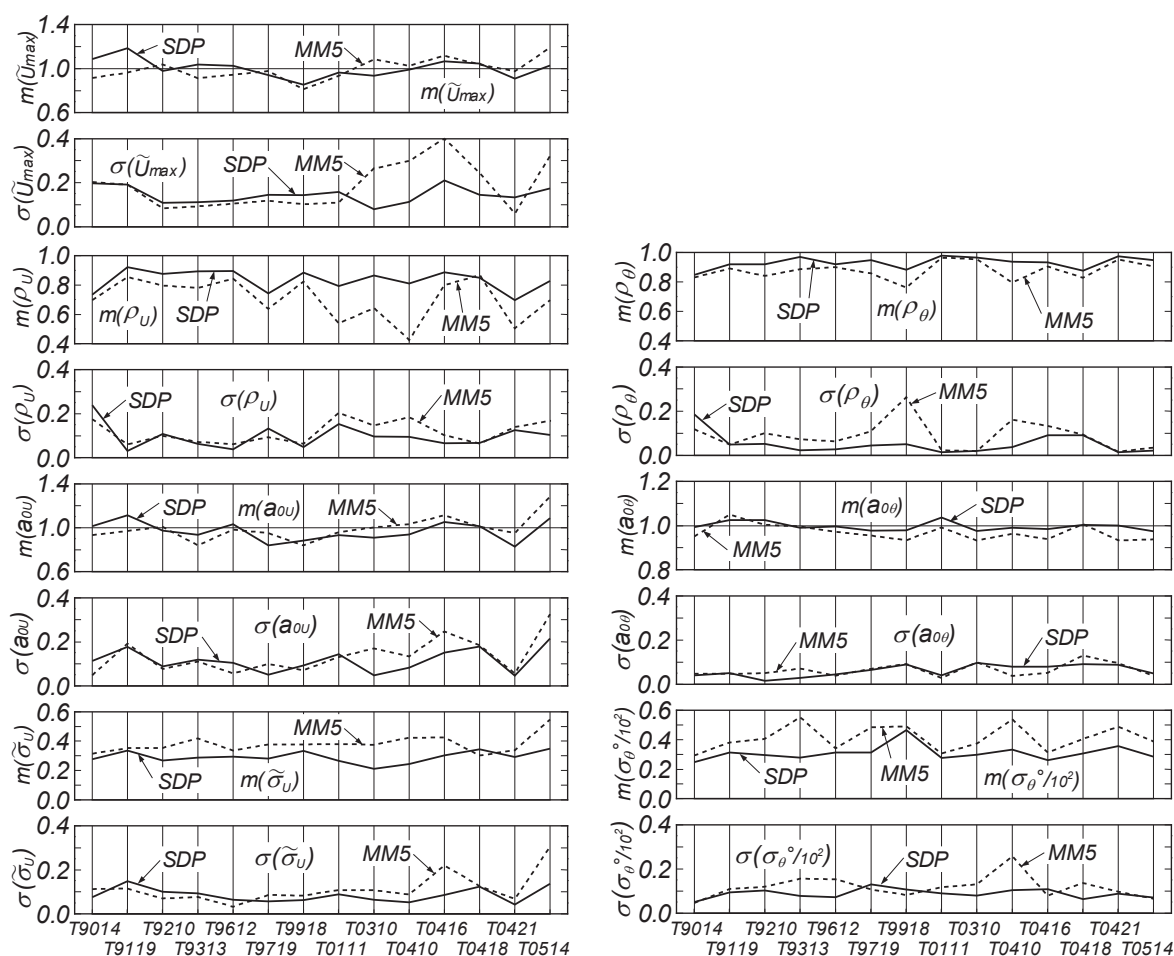 m(Ũmax)
1.4
1.0
0.6
SDP
MM5
m(Ũmax)
σ(Ũmax)
0.4
0.2
0.0
σ(Ũmax)
SDP
MM5
m(ρU)
1.0
0.8
0.6
0.4
m(ρU)
SDP
MM5
σ(ρU)
0.4
0.2
0.0
SDP
σ(ρU)
MM5
m(a0U)
1.4
1.0
0.6
SDP
m(a0U)
MM5
σ(a0U)
0.4
0.2
0.0
SDP
σ(a0U)
MM5
m(σ̃U)
0.6
0.4
0.2
0.0
SDP
m(σ̃U)
MM5
σ(σ̃U)
0.4
0.2
0.0
SDP
σ(σ̃U)
MM5
T9014 T9210 T9612 T9918 T0310 T0416 T0421
T9119 T9313 T9719 T0111 T0410 T0418 T0514
m(ρθ)
1.0
0.8
0.6
0.4
SDP
m(ρθ)
MM5
σ(ρθ)
0.4
0.2
0.0
SDP
σ(ρθ)
MM5
m(a0θ)
1.2
1.0
0.8
MM5
m(a0θ)
SDP
σ(a0θ)
0.4
0.2
0.0
MM5
σ(a0θ)
SDP
m(σθ°/10²)
0.6
0.4
0.2
0.0
SDP
MM5
m(σθ°/10²)
σ(σθ°/10²)
0.4
0.2
0.0
σ(σθ°/10²)
SDP
MM5
T9014 T9210 T9612 T9918 T0310 T0416 T0421
T9119 T9313 T9719 T0111 T0410 T0418 T0514